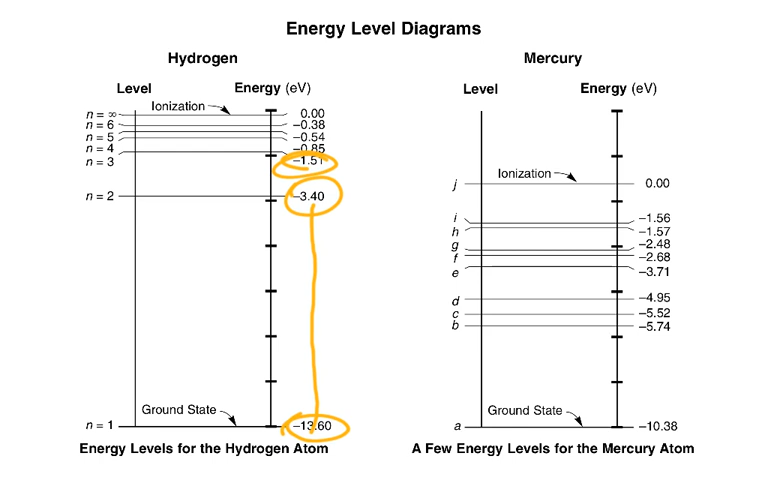 Energy Level Diagrams
Hydrogen
Level Energy (eV)
Ionization
n = ∞ 0.00
n = 6 –0.38
n = 5 –0.54
n = 4 –0.85
n = 3 –1.51
n = 2 –3.40
Ground State
n = 1 –13.60
Energy Levels for the Hydrogen Atom
Mercury
Level Energy (eV)
Ionization
j 0.00
i –1.56
h –1.57
g –2.48
f –2.68
e –3.71
d –4.95
c –5.52
b –5.74
Ground State
a –10.38
A Few Energy Levels for the Mercury Atom